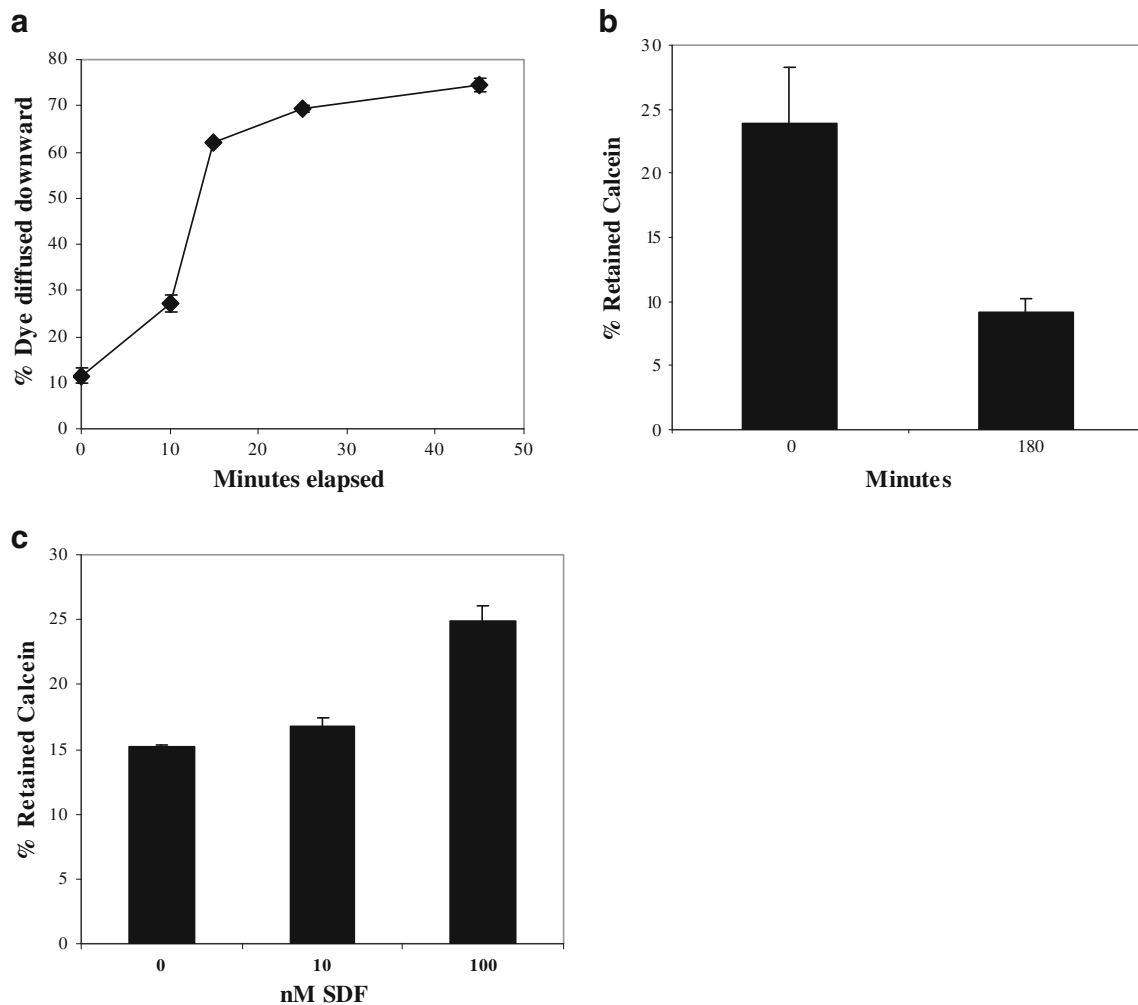 a
% Dye diffused downward
80
70
60
50
40
30
20
10
0
0 10 20 30 40 50
Minutes elapsed
b
% Retained Calcein
30
25
20
15
10
5
0
0 180
Minutes
c
% Retained Calcein
30
25
20
15
10
5
0
0 10 100
nM SDF